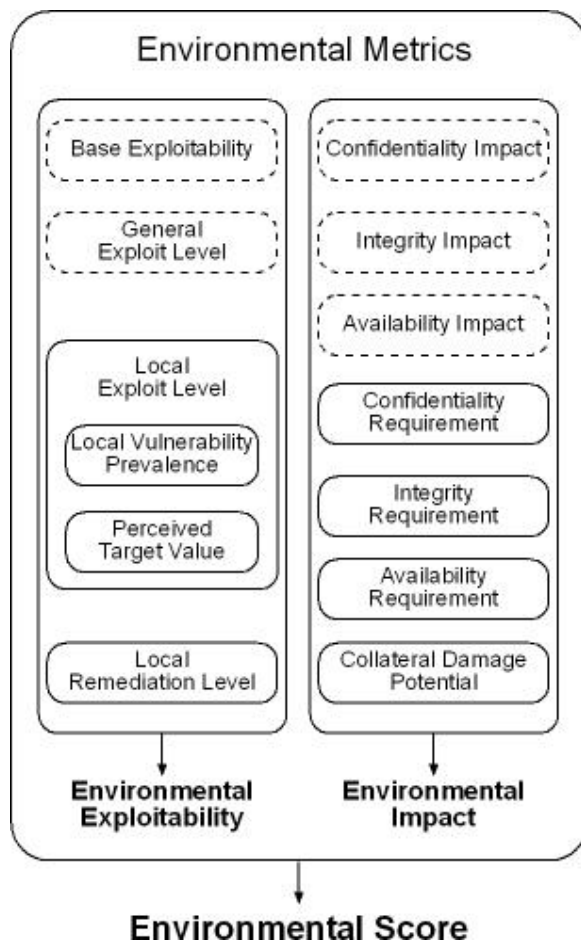 Environmental Metrics
Base Exploitability
General
Exploit Level
Local
Exploit Level
Local Vulnerability
Prevalence
Perceived
Target Value
Local
Remediation Level
Confidentiality Impact
Integrity Impact
Availability Impact
Confidentiality
Requirement
Integrity
Requirement
Availability
Requirement
Collateral Damage
Potential
Environmental
Exploitability
Environmental
Impact
Environmental Score